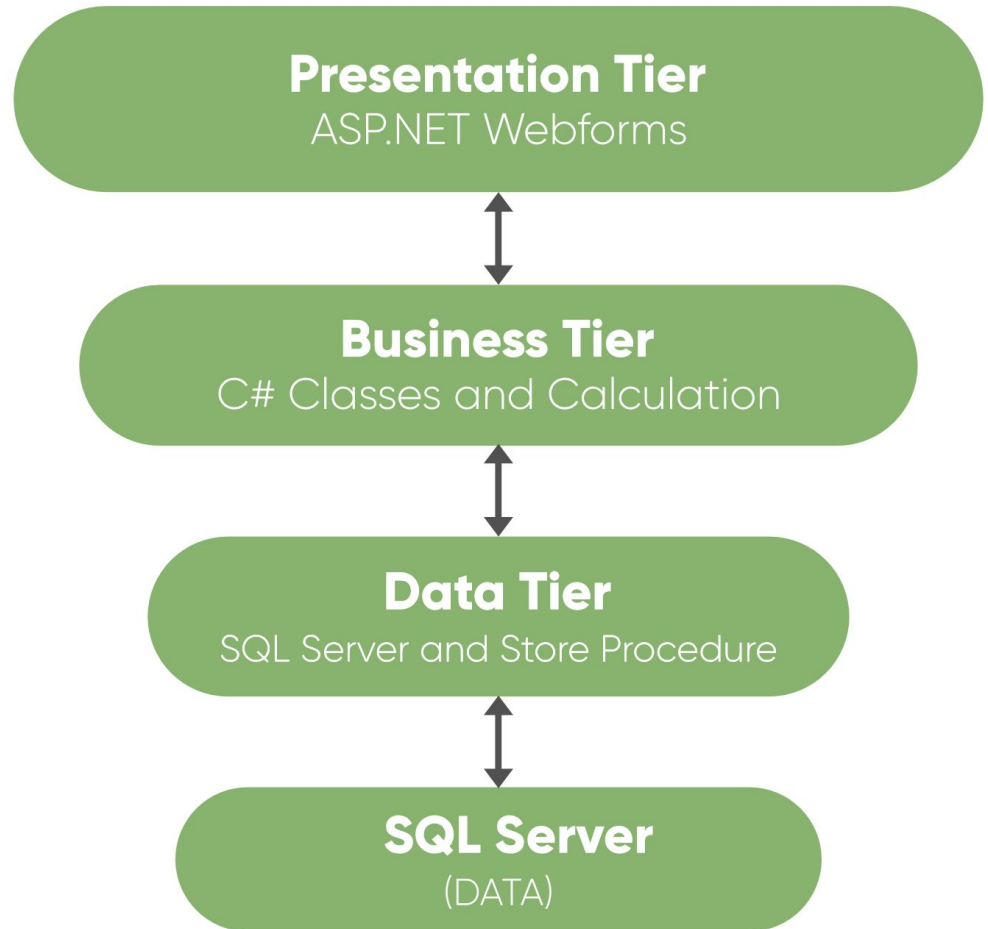 Presentation Tier
ASP.NET Webforms
Business Tier
C# Classes and Calculation
Data Tier
SQL Server and Store Procedure
SQL Server
(DATA)